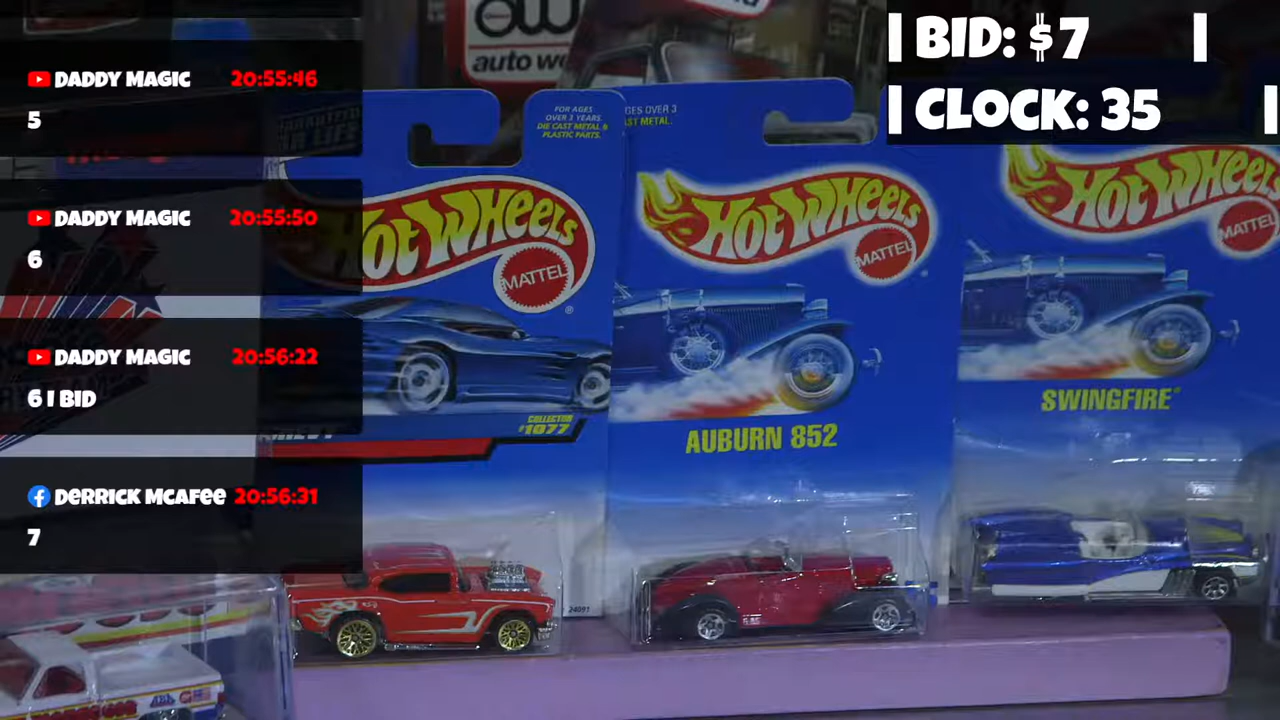 DADDY MAGIC 20:55:46
5
DADDY MAGIC 20:55:50
6
DADDY MAGIC 20:56:22
6 I BID
DERRICK MCAFEE 20:56:31
7
| BID: $7 |
| CLOCK: 35 |
auto wo
FOR AGES
OVER 3 YEARS.
DIE CAST METAL &
PLASTIC PARTS.
HOT WHEELS
MATTEL
®
COLLECTOR
#1077
24091
GES OVER 3
ST METAL.
HOT WHEELS
MATTEL
AUBURN 852
HOT WHEELS
MATTEL
SWINGFIRE